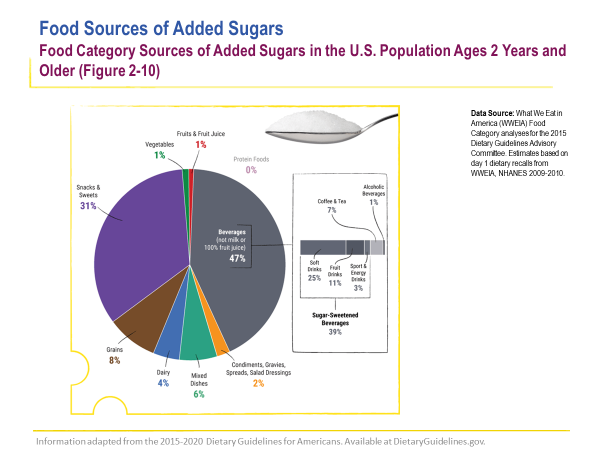 Food Sources of Added Sugars
Food Category Sources of Added Sugars in the U.S. Population Ages 2 Years and
Older (Figure 2-10)
Data Source: What We Eat in
America (WWEIA) Food
Category analyses for the 2015
Dietary Guidelines Advisory
Committee. Estimates based on
day 1 dietary recalls from
WWEIA, NHANES 2009-2010.
Fruits & Fruit Juice
1%
Vegetables
1%
Protein Foods
0%
Snacks &
Sweets
31%
Beverages
(not milk or
100% fruit juice)
47%
Alcoholic
Beverages
1%
Coffee & Tea
7%
Soft
Drinks
25%
Fruit
Drinks
11%
Sport &
Energy
Drinks
3%
Sugar-Sweetened
Beverages
39%
Grains
8%
Dairy
4%
Mixed
Dishes
6%
Condiments, Gravies,
Spreads, Salad Dressings
2%
Information adapted from the 2015-2020 Dietary Guidelines for Americans. Available at DietaryGuidelines.gov.